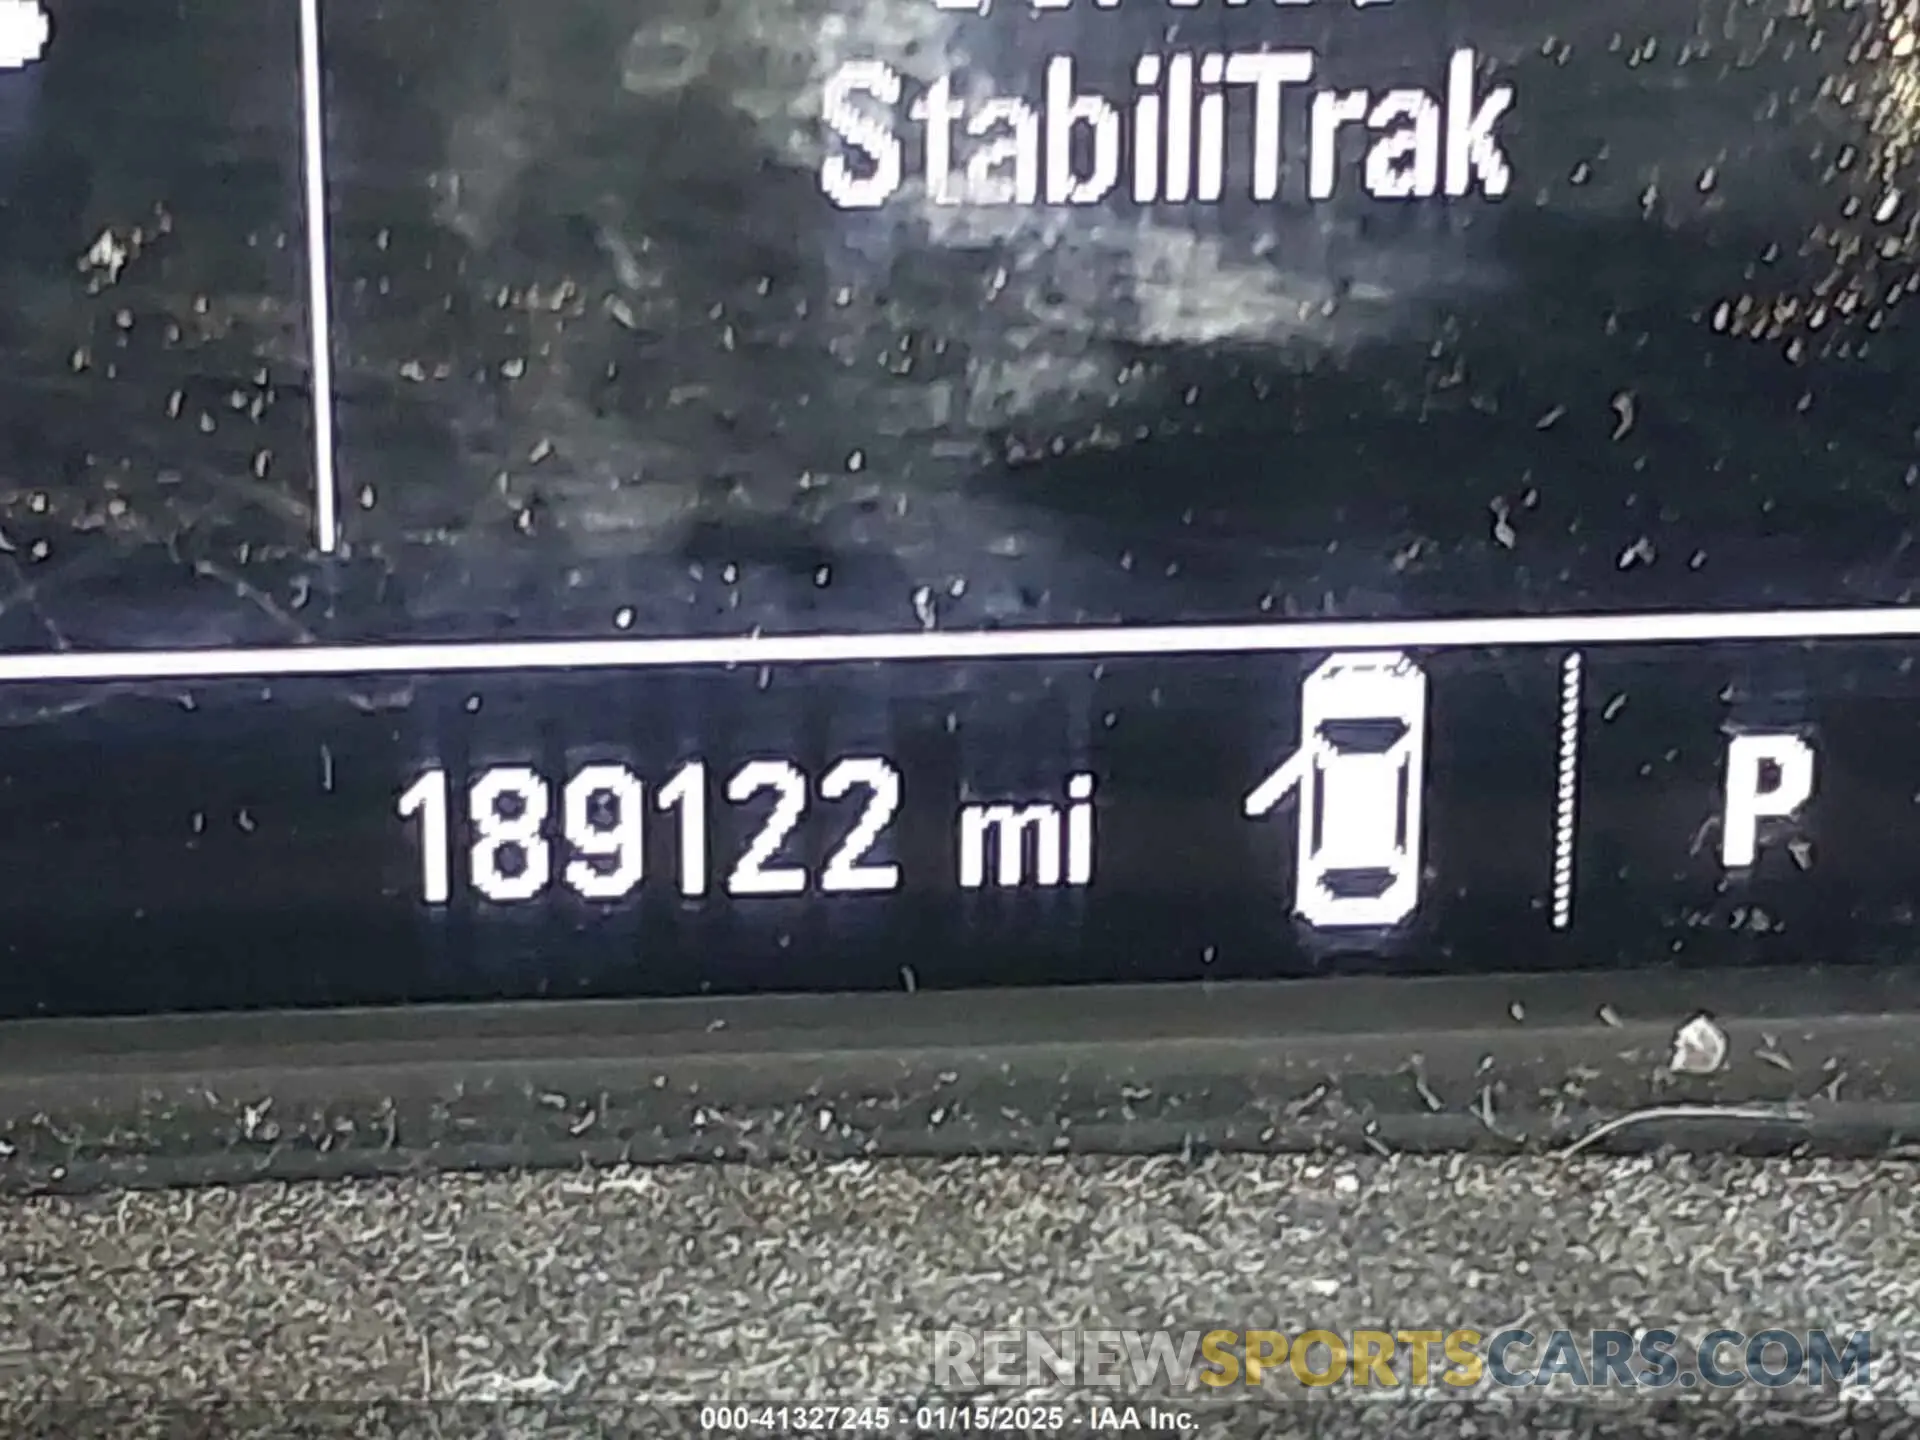 StabiliTrak
189122 mi P
RENEWSPORTSCARS.COM
000-41327245 - 01/15/2025 - IAA Inc.